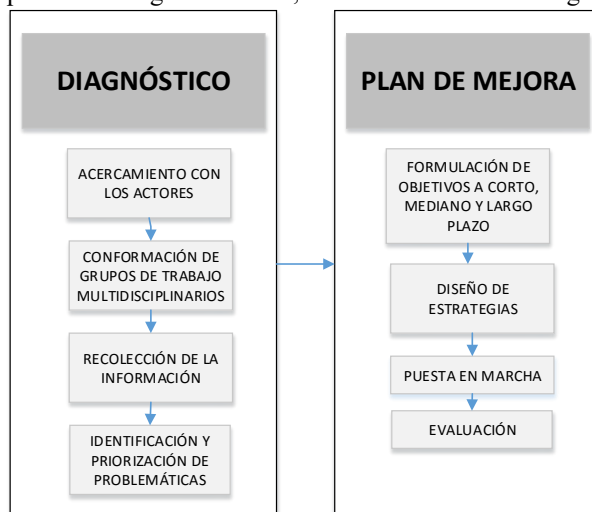 DIAGNÓSTICO
ACERCAMIENTO CON
LOS ACTORES
CONFORMACIÓN DE
GRUPOS DE TRABAJO
MULTIDISCIPLINARIOS
RECOLECCIÓN DE LA
INFORMACIÓN
IDENTIFICACIÓN Y
PRIORIZACIÓN DE
PROBLEMÁTICAS
PLAN DE MEJORA
FORMULACIÓN DE
OBJETIVOS A CORTO,
MEDIANO Y LARGO
PLAZO
DISEÑO DE
ESTRATEGIAS
PUESTA EN MARCHA
EVALUACIÓN